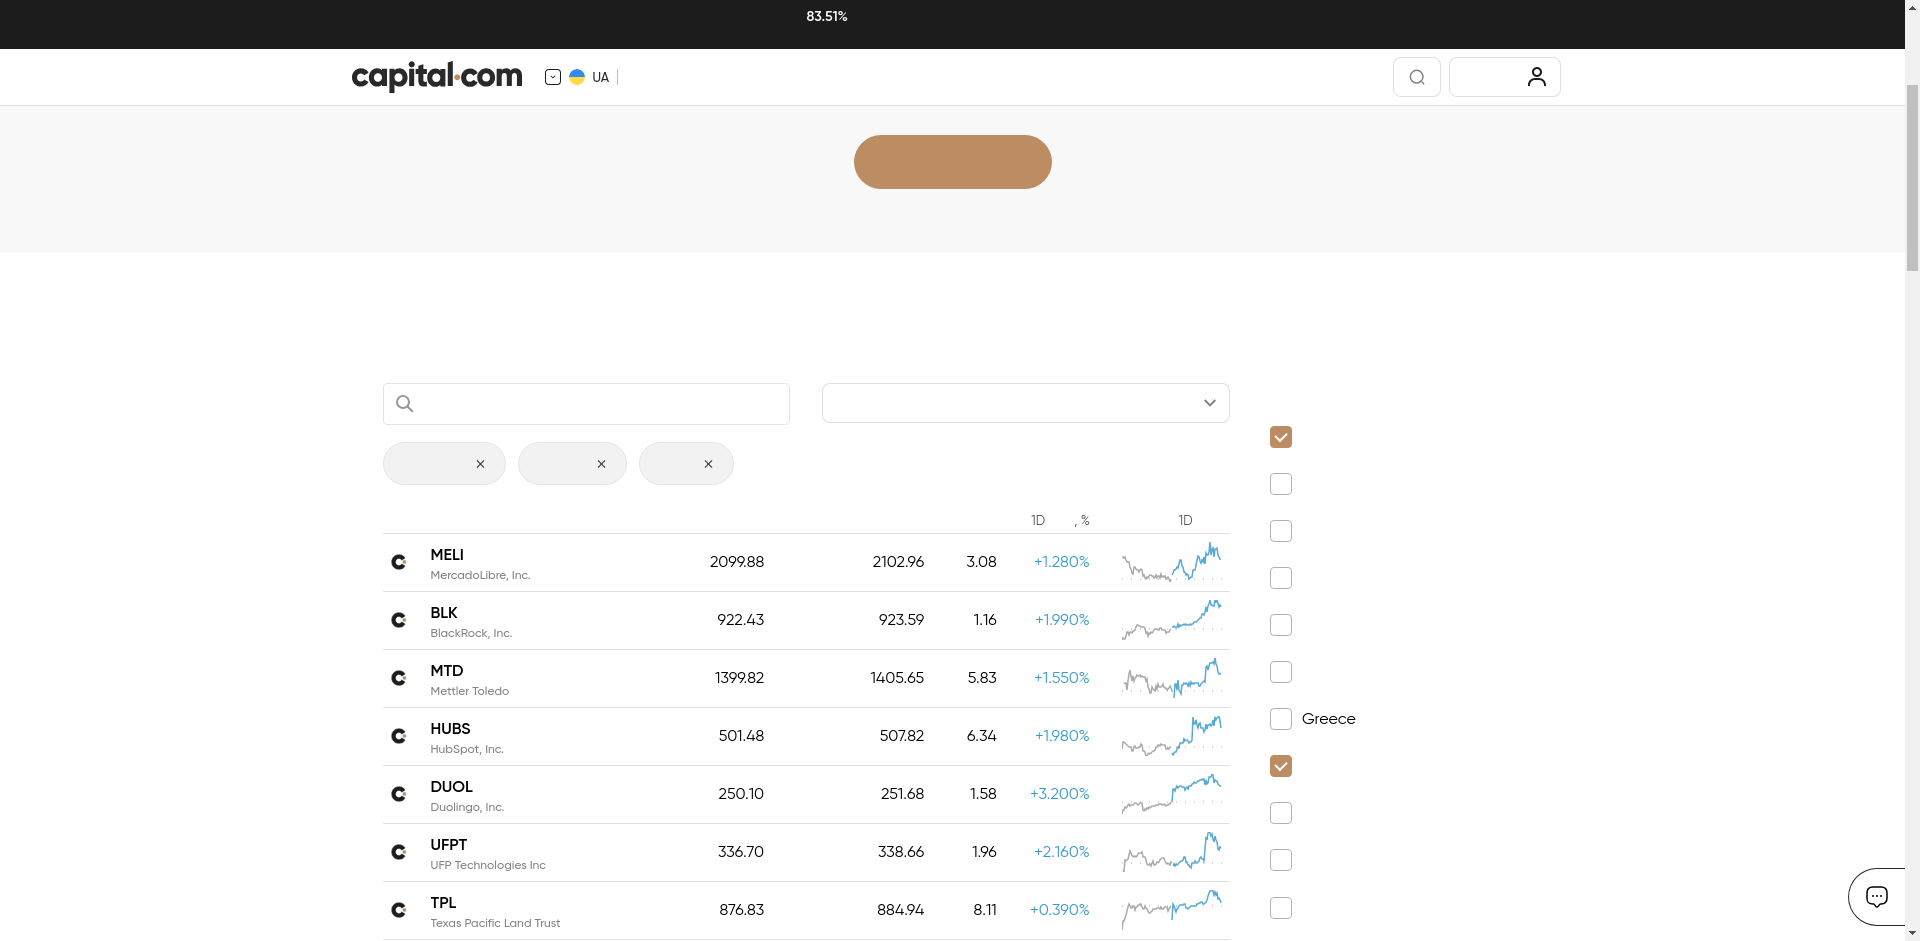 83.51%
capital.com UA
1D , % 1D
MELI
MercadoLibre, Inc.
2099.88 2102.96 3.08 +1.280%
BLK
BlackRock, Inc.
922.43 923.59 1.16 +1.990%
MTD
Mettler Toledo
1399.82 1405.65 5.83 +1.550%
HUBS
HubSpot, Inc.
501.48 507.82 6.34 +1.980%
Greece
DUOL
Duolingo, Inc.
250.10 251.68 1.58 +3.200%
UFPT
UFP Technologies Inc
336.70 338.66 1.96 +2.160%
TPL
Texas Pacific Land Trust
876.83 884.94 8.11 +0.390%